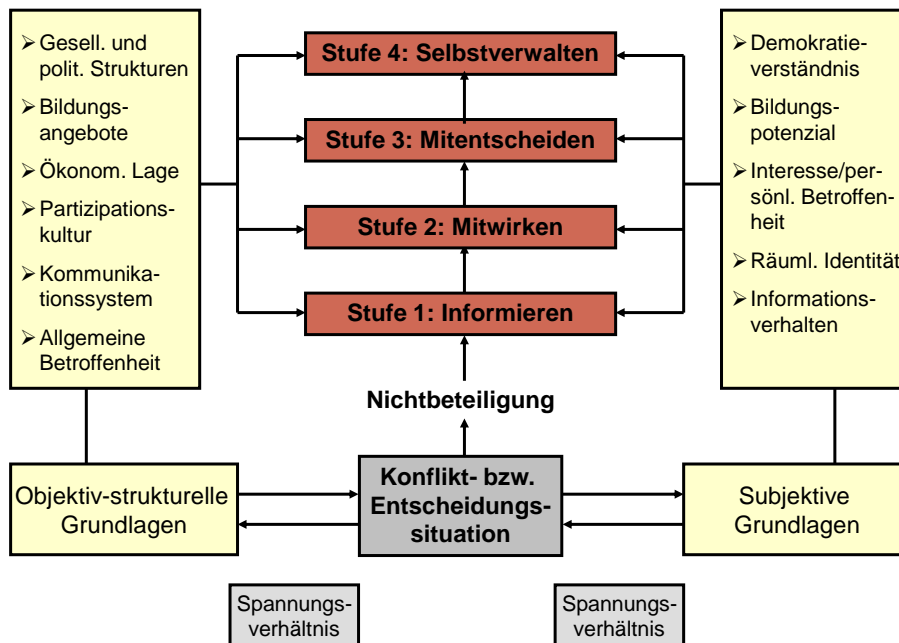 ➢ Gesell. und
polit. Strukturen
➢ Bildungs-
angebote
➢ Ökonom. Lage
➢ Partizipations-
kultur
➢ Kommunika-
tionssystem
➢ Allgemeine
Betroffenheit
Stufe 4: Selbstverwalten
Stufe 3: Mitentscheiden
Stufe 2: Mitwirken
Stufe 1: Informieren
Nichtbeteiligung
➢ Demokratie-
verständnis
➢ Bildungs-
potenzial
➢ Interesse/per-
sönl. Betroffen-
heit
➢ Räuml. Identität
➢ Informations-
verhalten
Objektiv-strukturelle
Grundlagen
Konflikt- bzw.
Entscheidungs-
situation
Subjektive
Grundlagen
Spannungs-
verhältnis
Spannungs-
verhältnis